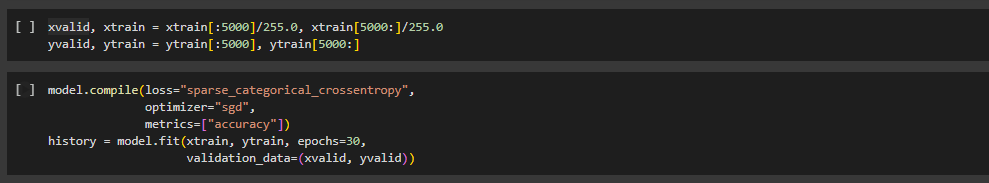 [ ] xvalid, xtrain = xtrain[:5000]/255.0, xtrain[5000:]/255.0
yvalid, ytrain = ytrain[:5000], ytrain[5000:]
[ ] model.compile(loss="sparse_categorical_crossentropy",
optimizer="sgd",
metrics=["accuracy"])
history = model.fit(xtrain, ytrain, epochs=30,
validation_data=(xvalid, yvalid))